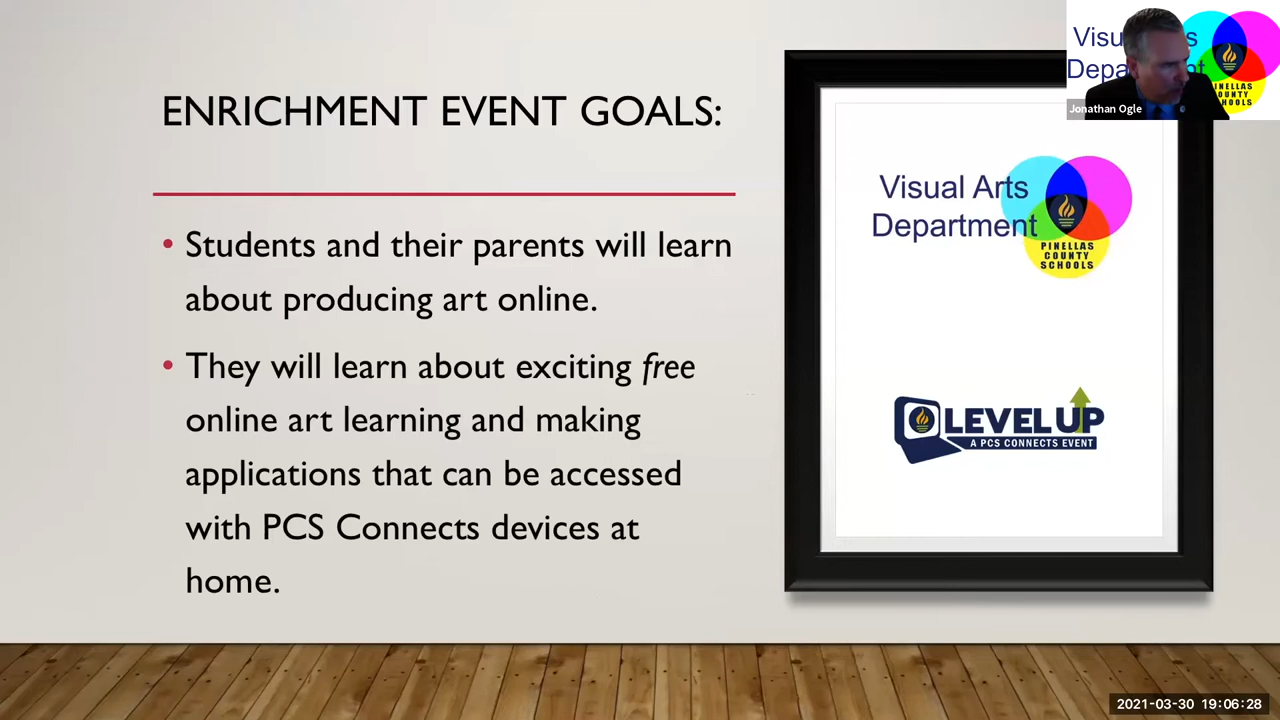 ENRICHMENT EVENT GOALS:
• Students and their parents will learn
about producing art online.
• They will learn about exciting free
online art learning and making
applications that can be accessed
with PCS Connects devices at
home.
Visual Arts
Department
PINELLAS
COUNTY
SCHOOLS
LEVEL UP
A PCS CONNECTS EVENT
Jonathan Ogle
2021-03-30 19:06:28